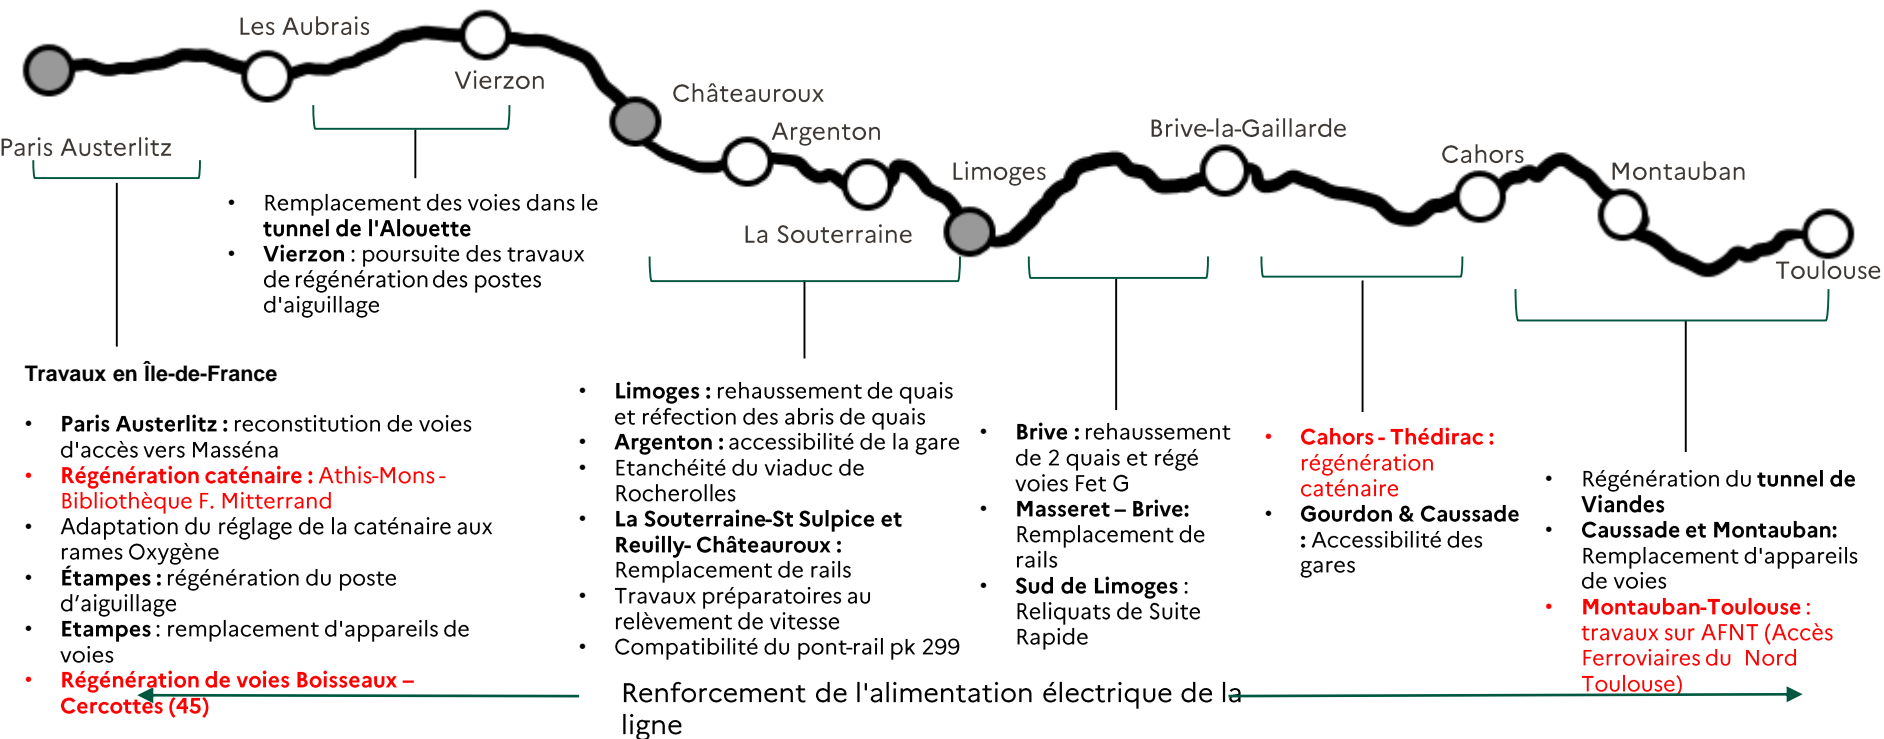 Les Aubrais
Vierzon
Châteauroux
Paris Austerlitz
Argenton
Brive-la-Gaillarde
Limoges
Cahors
Montauban
La Souterraine
Toulouse
• Remplacement des voies dans le
tunnel de l'Alouette
• Vierzon : poursuite des travaux
de régénération des postes
d'aiguillage
Travaux en Île-de-France
• Paris Austerlitz : reconstitution de voies
d'accès vers Masséna
• Régénération caténaire : Athis-Mons -
Bibliothèque F. Mitterrand
• Adaptation du réglage de la caténaire aux
rames Oxygène
• Étampes : régénération du poste
d’aiguillage
• Etampes : remplacement d'appareils de
voies
• Régénération de voies Boisseaux –
Cercottes (45)
• Limoges : rehaussement de quais
et réfection des abris de quais
• Argenton : accessibilité de la gare
• Etanchéité du viaduc de
Rocherolles
• La Souterraine-St Sulpice et
Reuilly- Châteauroux :
Remplacement de rails
• Travaux préparatoires au
relèvement de vitesse
• Compatibilité du pont-rail pk 299
• Brive : rehaussement
de 2 quais et régé
voies Fet G
• Masseret – Brive:
Remplacement de
rails
• Sud de Limoges :
Reliquats de Suite
Rapide
• Cahors - Thédirac :
régénération
caténaire
• Gourdon & Caussade
: Accessibilité des
gares
• Régénération du tunnel de
Viandes
• Caussade et Montauban:
Remplacement d'appareils
de voies
• Montauban-Toulouse :
travaux sur AFNT (Accès
Ferroviaires du Nord
Toulouse)
Renforcement de l'alimentation électrique de la
ligne